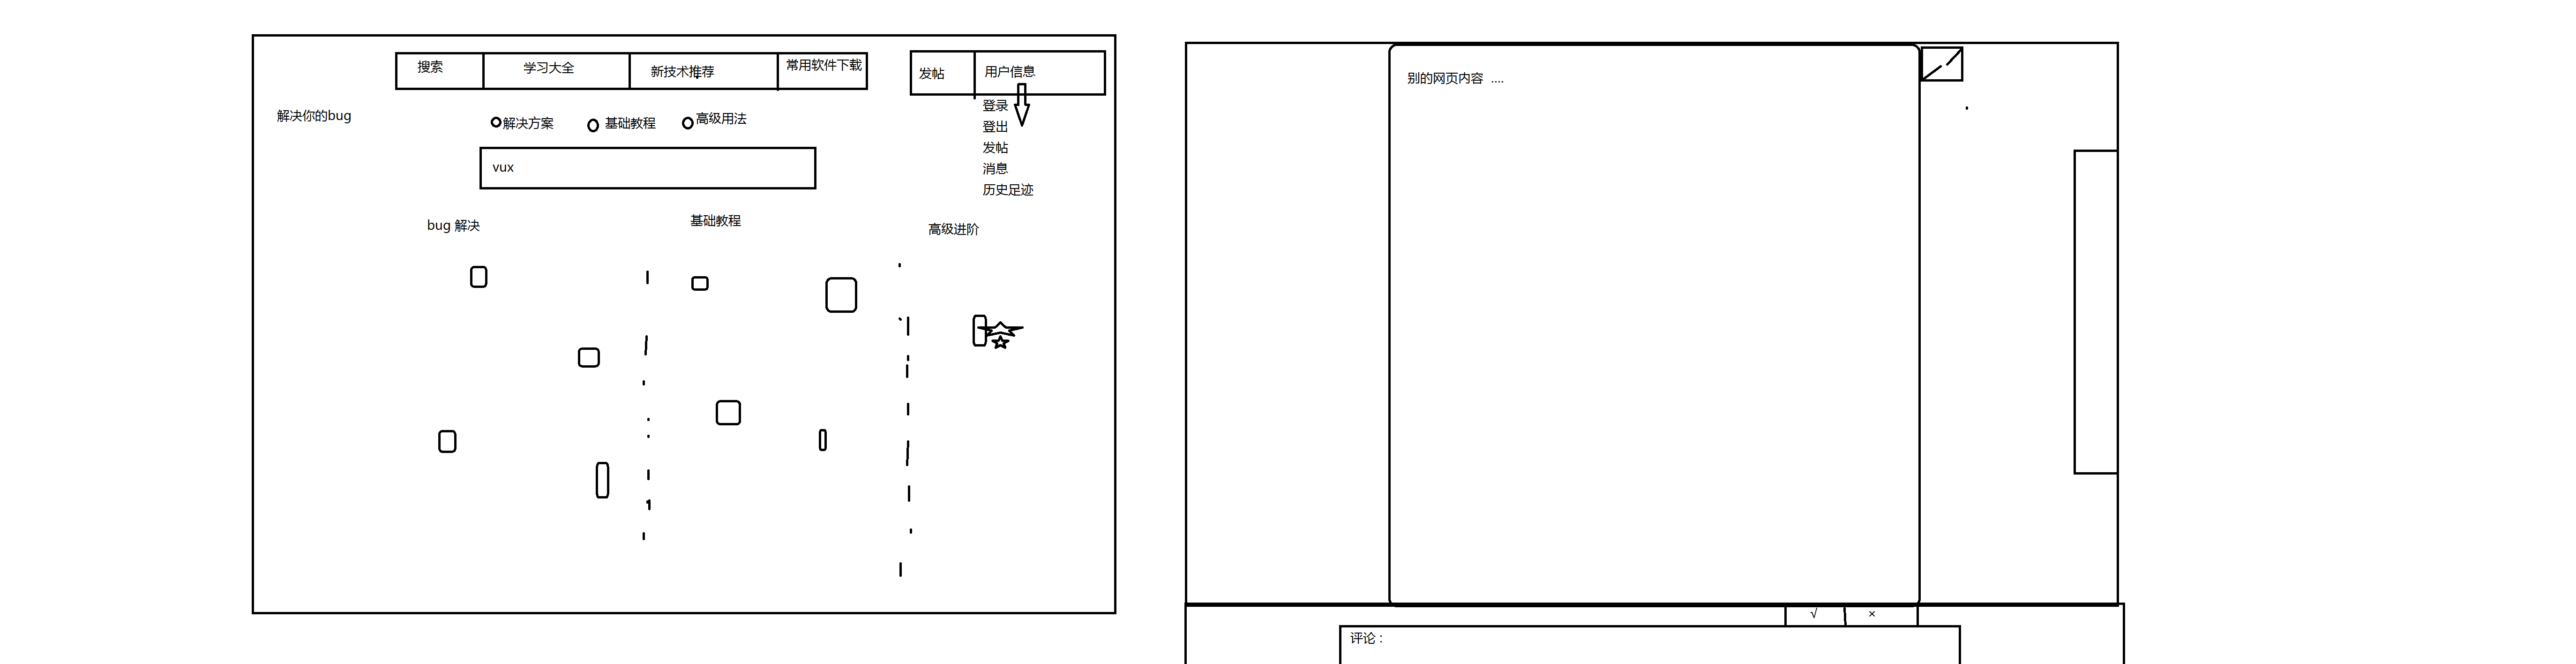 搜索
学习大全
新技术推荐
常用软件下载
发帖
用户信息
登录
登出
发帖
消息
历史足迹
解决你的bug
解决方案
基础教程
高级用法
vux
bug 解决
基础教程
高级进阶
别的网页内容 ....
√
×
评论：